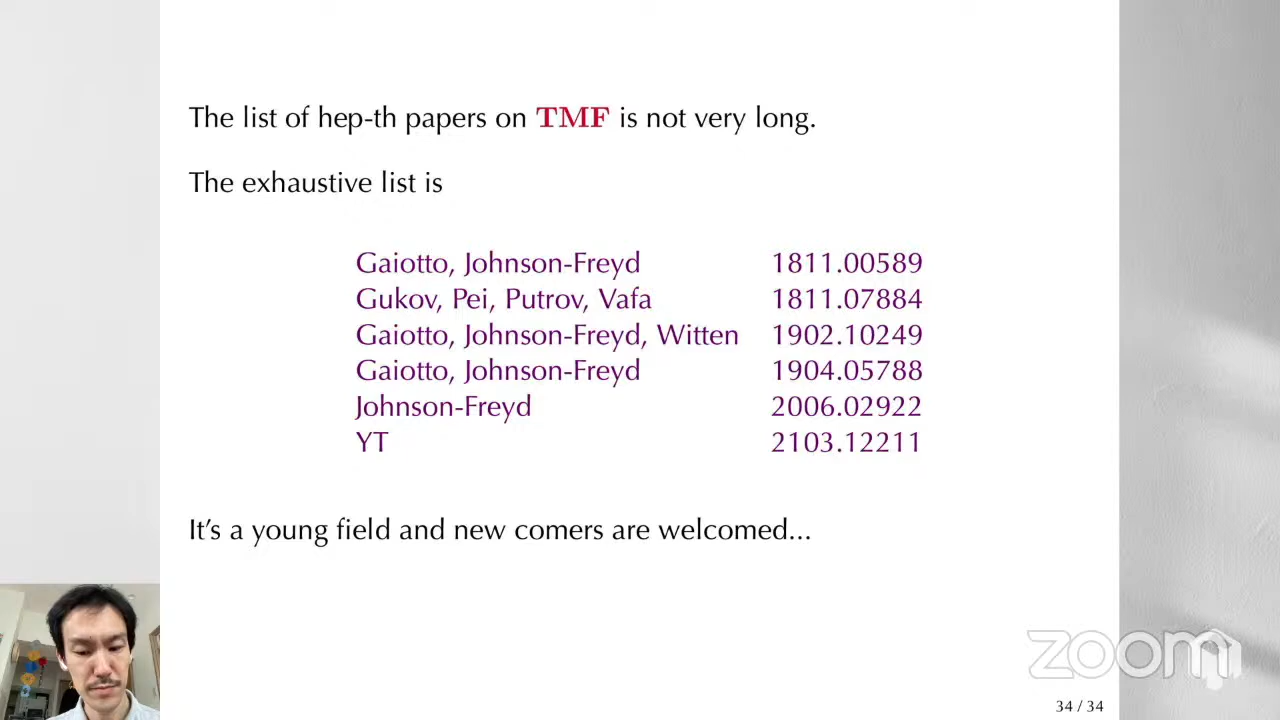 The list of hep-th papers on TMF is not very long.
The exhaustive list is
Gaiotto, Johnson-Freyd 1811.00589
Gukov, Pei, Putrov, Vafa 1811.07884
Gaiotto, Johnson-Freyd, Witten 1902.10249
Gaiotto, Johnson-Freyd 1904.05788
Johnson-Freyd 2006.02922
YT 2103.12211
It's a young field and new comers are welcomed...
zoom
34 / 34